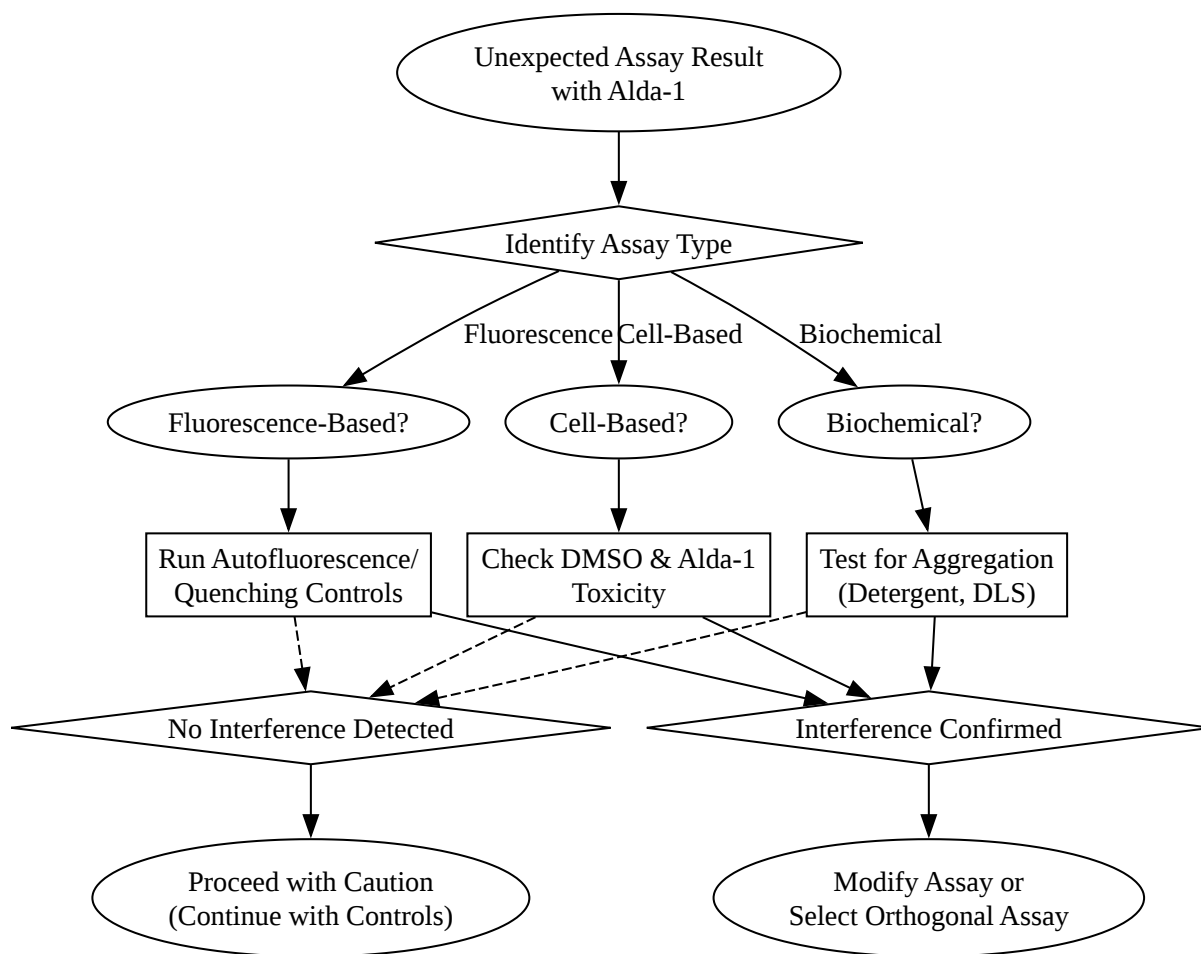 Unexpected Assay Result
with Alda-1
Identify Assay Type
Fluorescence
Cell-Based
Biochemical
Fluorescence-Based?
Cell-Based?
Biochemical?
Run Autofluorescence/
Quenching Controls
Check DMSO & Alda-1
Toxicity
Test for Aggregation
(Detergent, DLS)
No Interference Detected
Interference Confirmed
Proceed with Caution
(Continue with Controls)
Modify Assay or
Select Orthogonal Assay